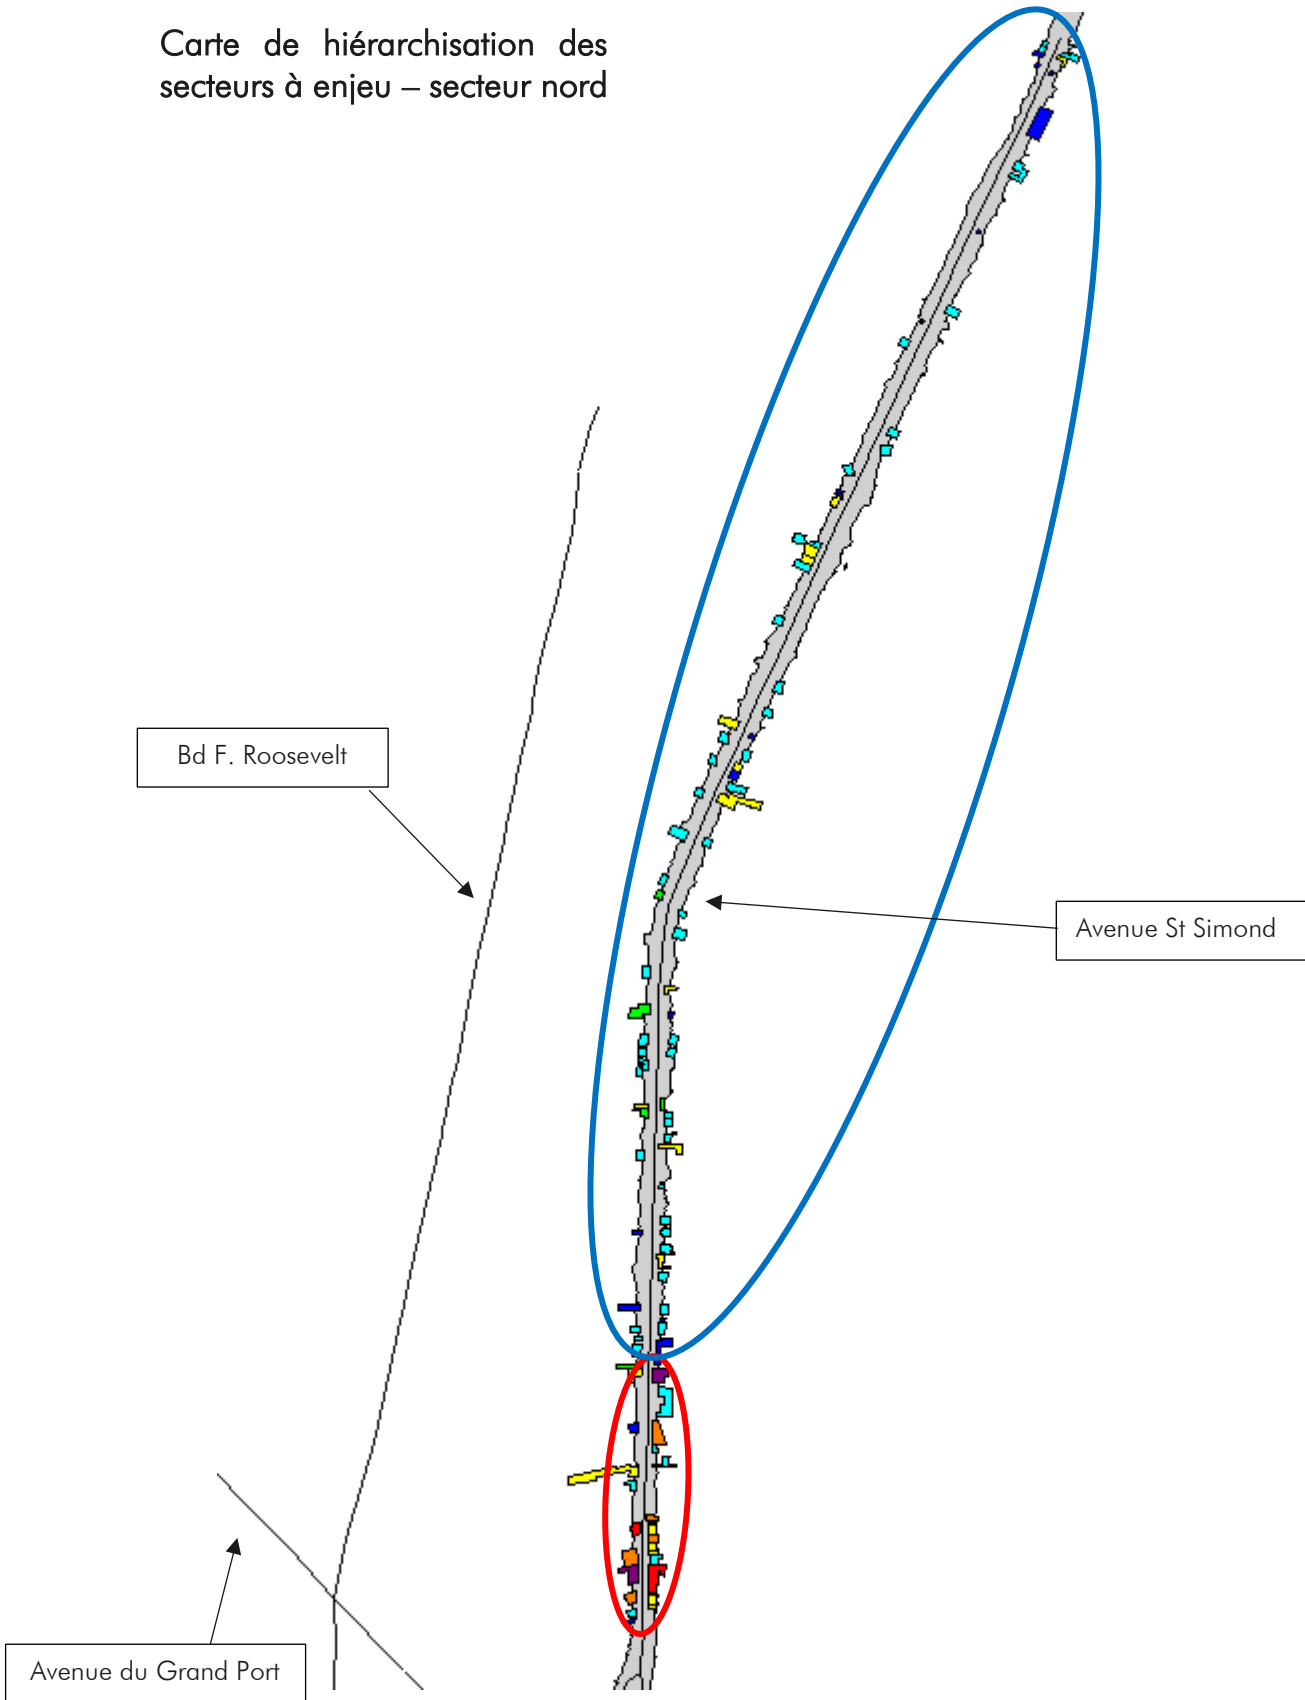 Carte de hiérarchisation des
secteurs à enjeu – secteur nord
Bd F. Roosevelt
Avenue St Simond
Avenue du Grand Port